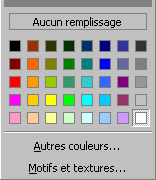 Aucun remplissage
Autres couleurs...
Motifs et textures...